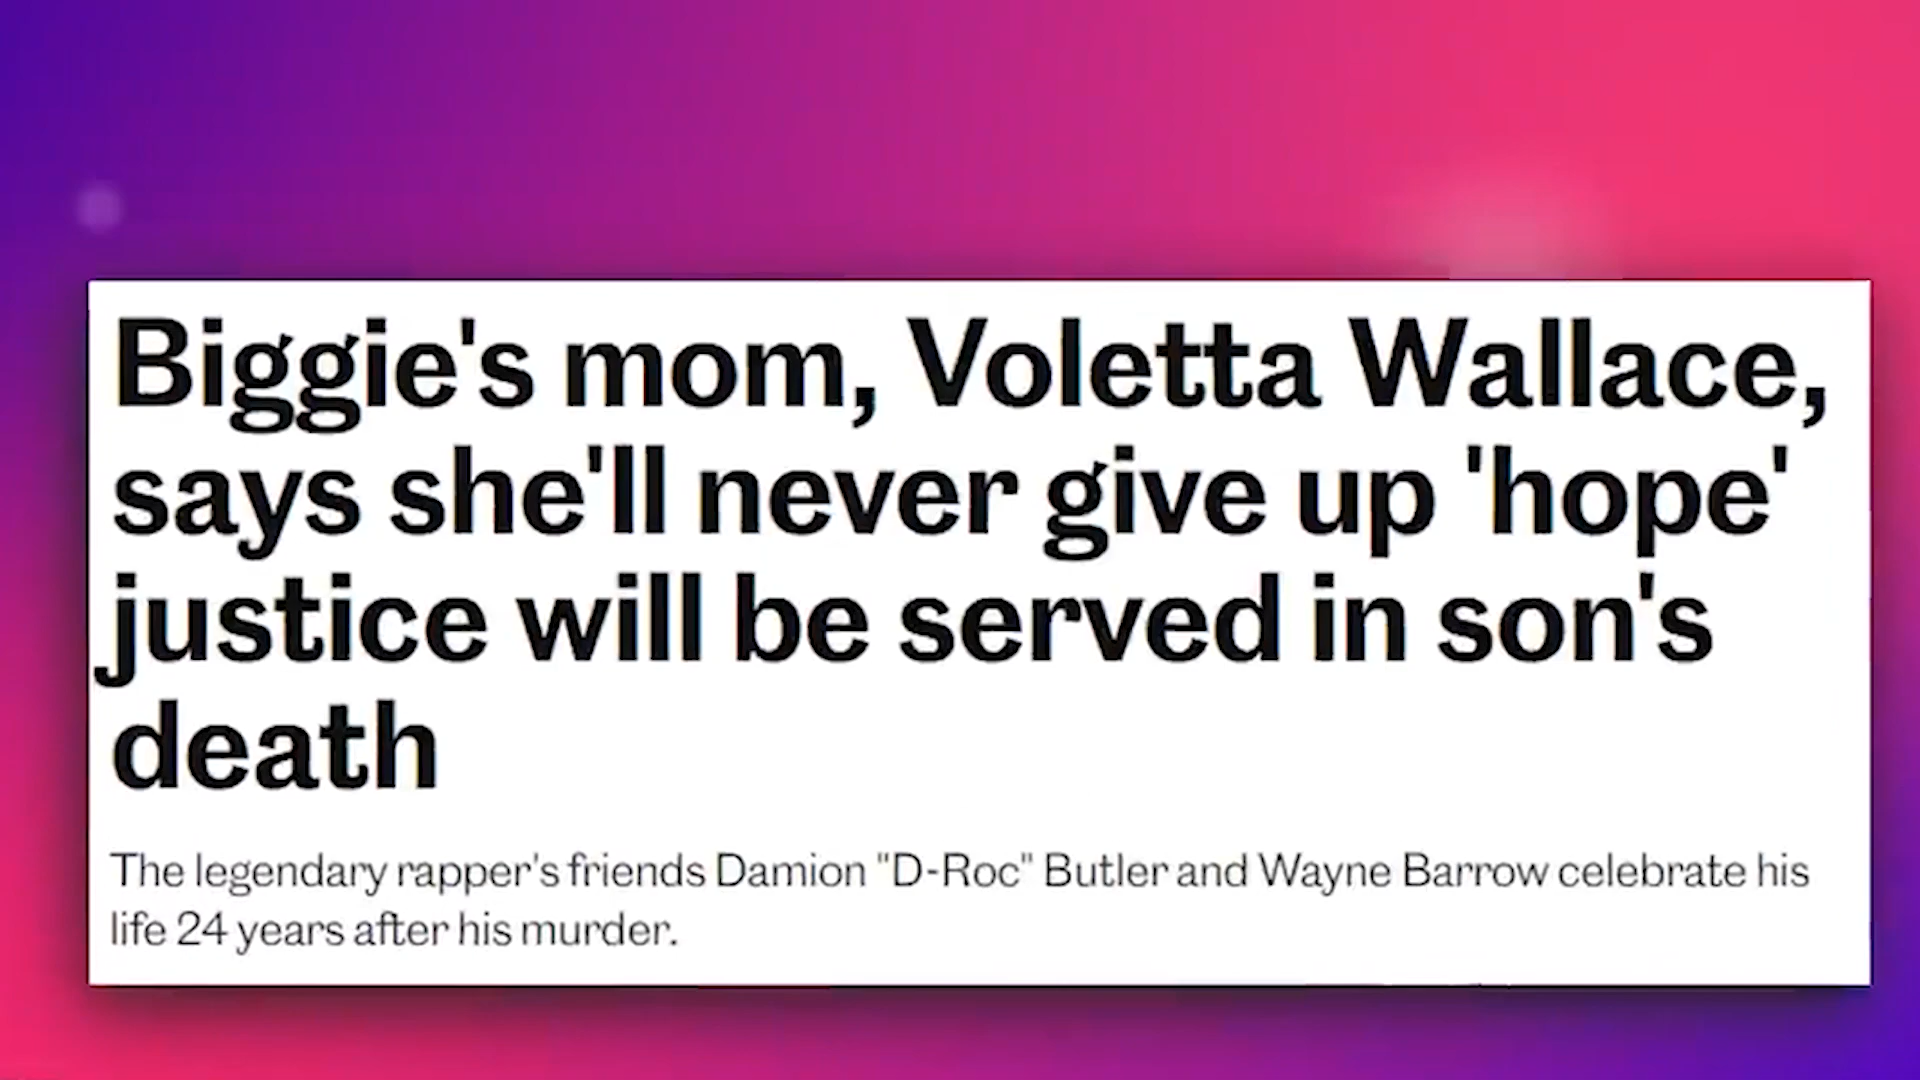 Biggie's mom, Voletta Wallace,
says she'll never give up 'hope'
justice will be served in son's
death
The legendary rapper's friends Damion "D-Roc" Butler and Wayne Barrow celebrate his
life 24 years after his murder.